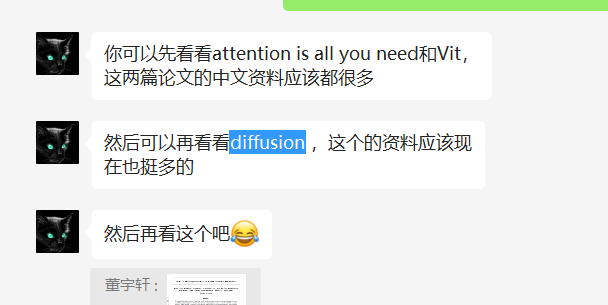 你可以先看看attention is all you need和Vit，
这两篇论文的中文资料应该都很多
然后可以再看看diffusion ，这个的资料应该现
在也挺多的
然后再看这个吧
董宇轩：